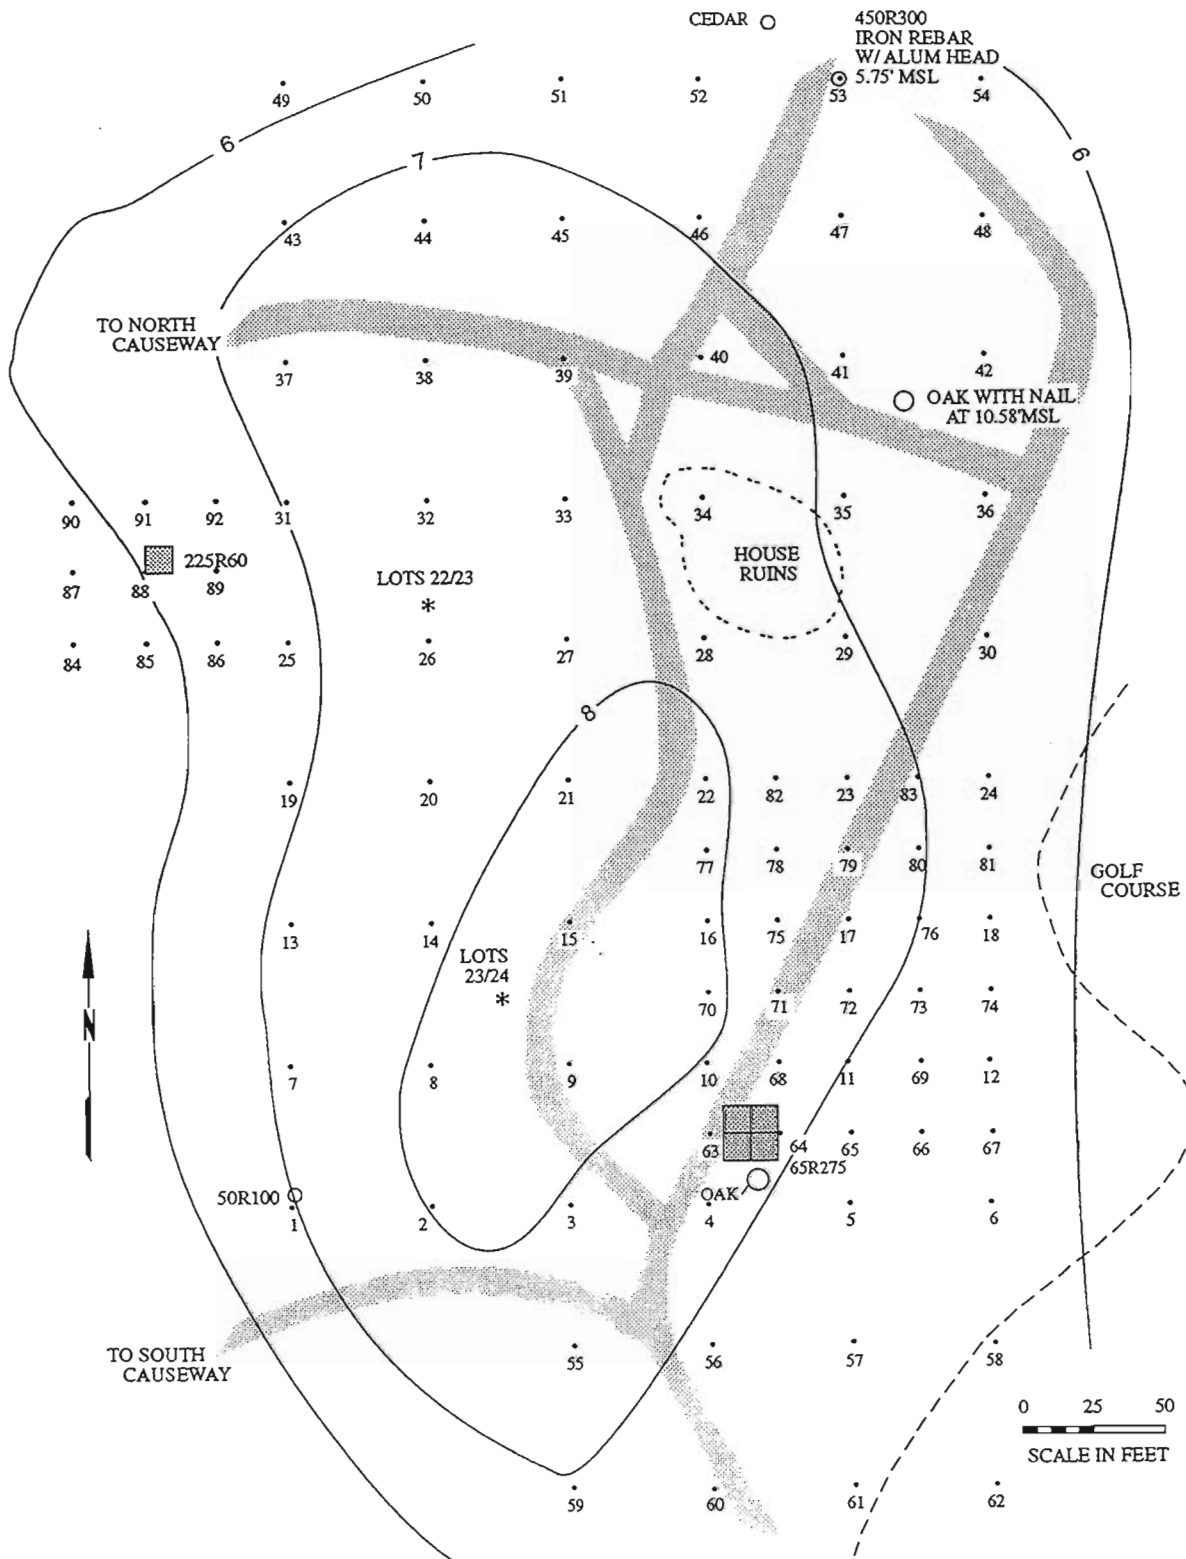 CEDAR
450R300
IRON REBAR
W/ ALUM HEAD
5.75' MSL
49 50 51 52 53 54
6 7 6
43 44 45 46 47 48
TO NORTH
CAUSEWAY
37 38 39 40 41 42
OAK WITH NAIL
AT 10.58'MSL
90 91 92 31 32 33 34 35 36
225R60
HOUSE
RUINS
87 88 89
LOTS 22/23
*
84 85 86 25 26 27 28 29 30
8
19 20 21 22 82 23 83 24
77 78 79 80 81
GOLF
COURSE
13 14 15 16 75 17 76 18
LOTS
23/24
*
70 71 72 73 74
N
7 8 9 10 68 11 69 12
63 64 65 66 67
65R275
50R100
OAK
1 2 3 4 5 6
TO SOUTH
CAUSEWAY
55 56 57 58
0 25 50
SCALE IN FEET
59 60 61 62